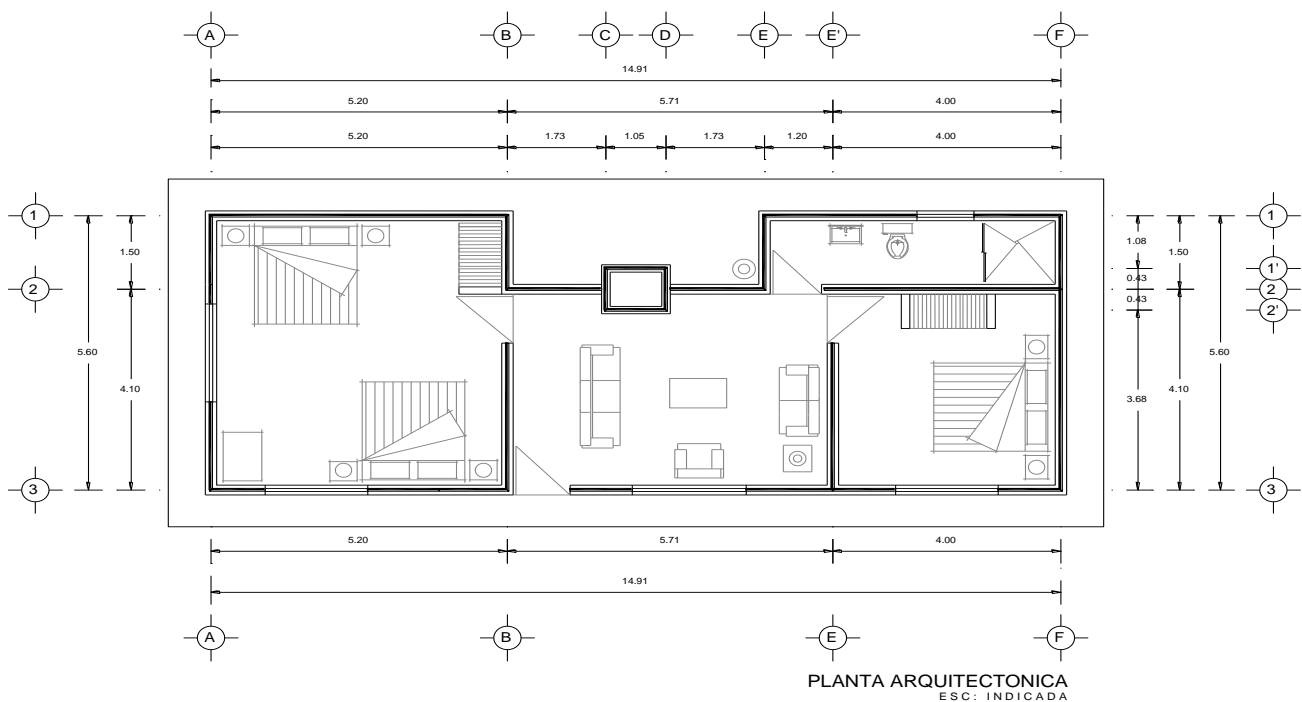 A B C D E E' F
14.91
5.20 5.71 4.00
5.20 1.73 1.05 1.73 1.20 4.00
1 1
1.50 1.08 1.50
1'
2 0.43 2
0.43 2'
5.60 5.60
4.10 3.68 4.10
3 3
5.20 5.71 4.00
14.91
A B E F
PLANTA ARQUITECTONICA
ESC: INDICADA